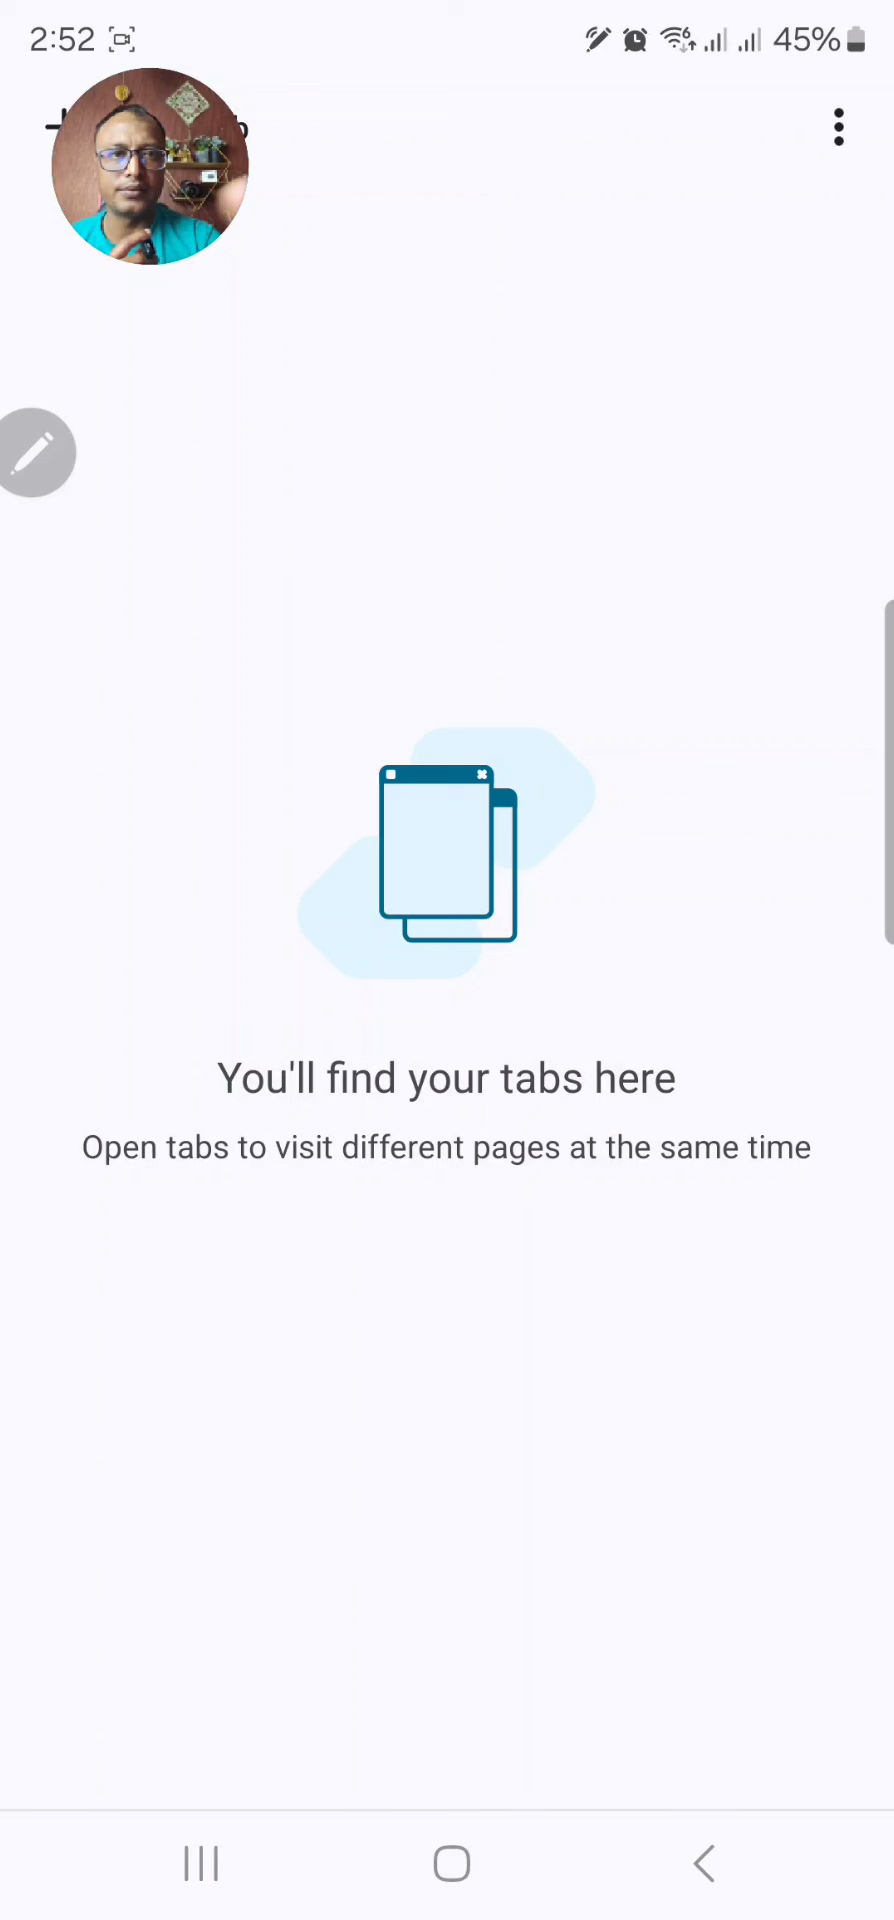 2:52
45%
You'll find your tabs here
Open tabs to visit different pages at the same time